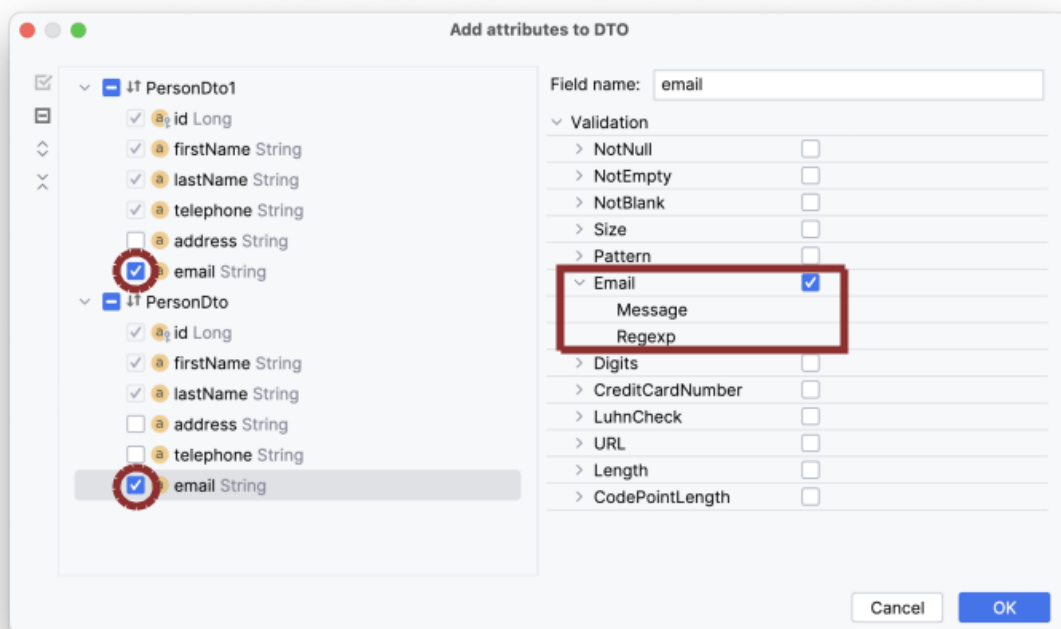 Add attributes to DTO
PersonDto1
id Long
firstName String
lastName String
telephone String
address String
email String
PersonDto
id Long
firstName String
lastName String
address String
telephone String
email String
Field name: email
Validation
NotNull
NotEmpty
NotBlank
Size
Pattern
Email
Message
Regexp
Digits
CreditCardNumber
LuhnCheck
URL
Length
CodePointLength
Cancel OK